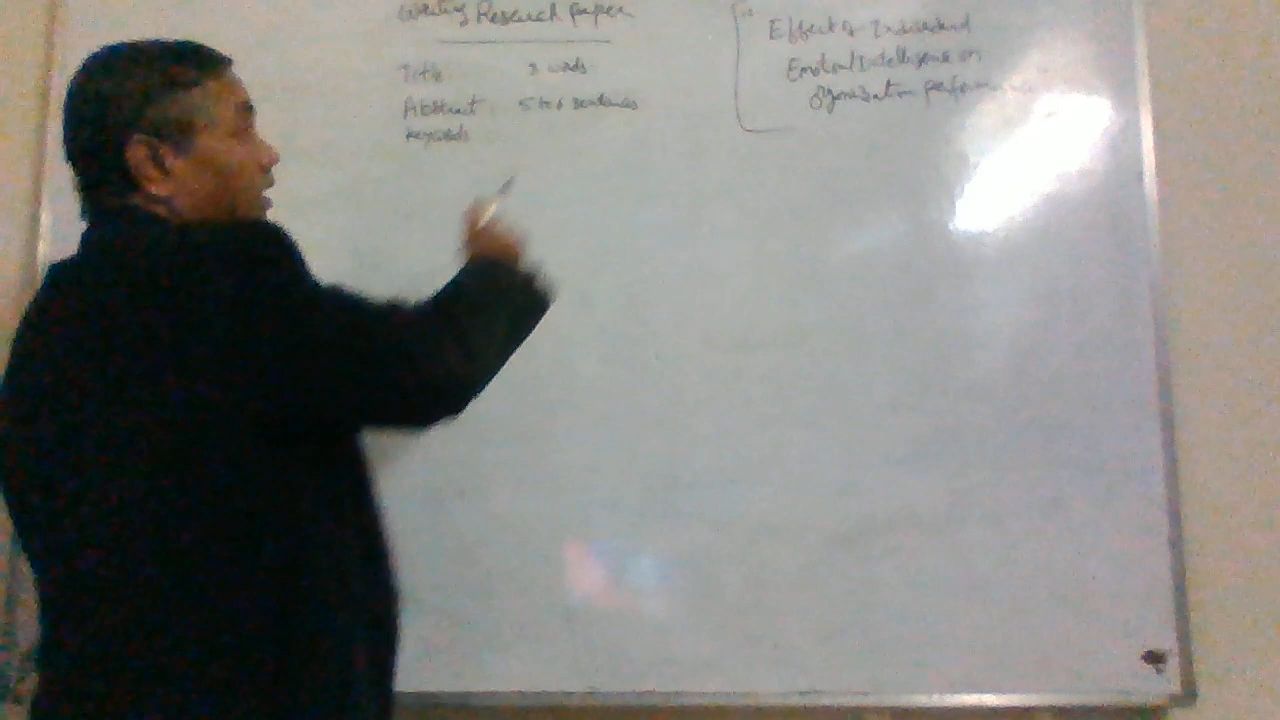 Writing Research paper
Title 8 words
Abstract 5 to 6 sentences
keywords
Effect of Individual
Emotional Intelligence on
organization performance